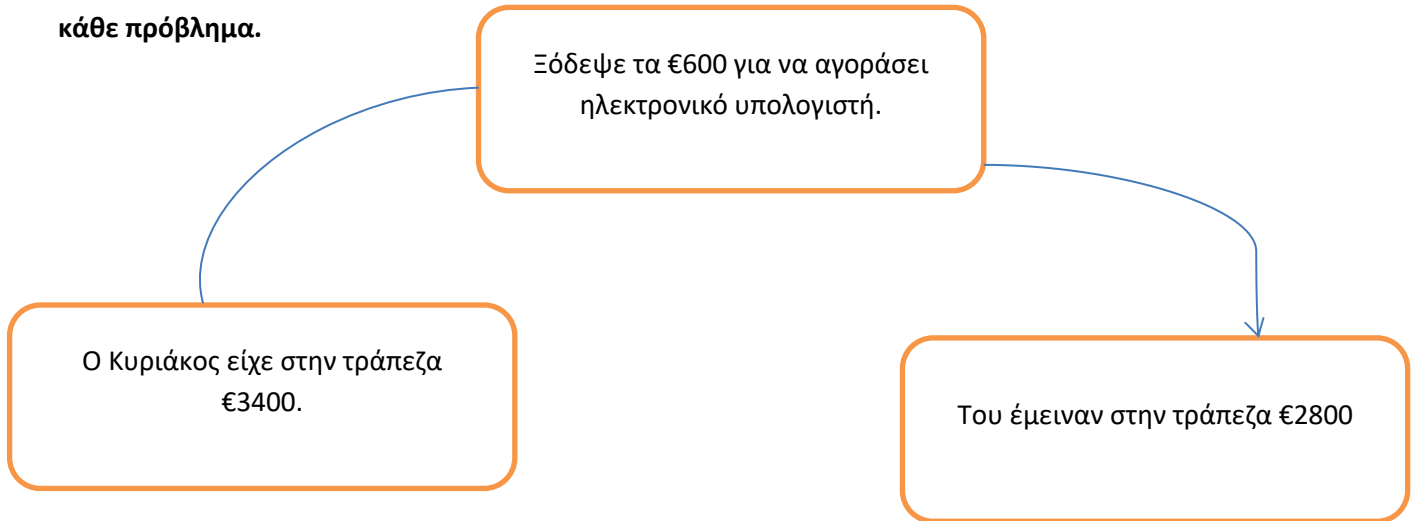 κάθε πρόβλημα.
Ξόδεψε τα €600 για να αγοράσει
ηλεκτρονικό υπολογιστή.
Ο Κυριάκος είχε στην τράπεζα
€3400.
Του έμειναν στην τράπεζα €2800